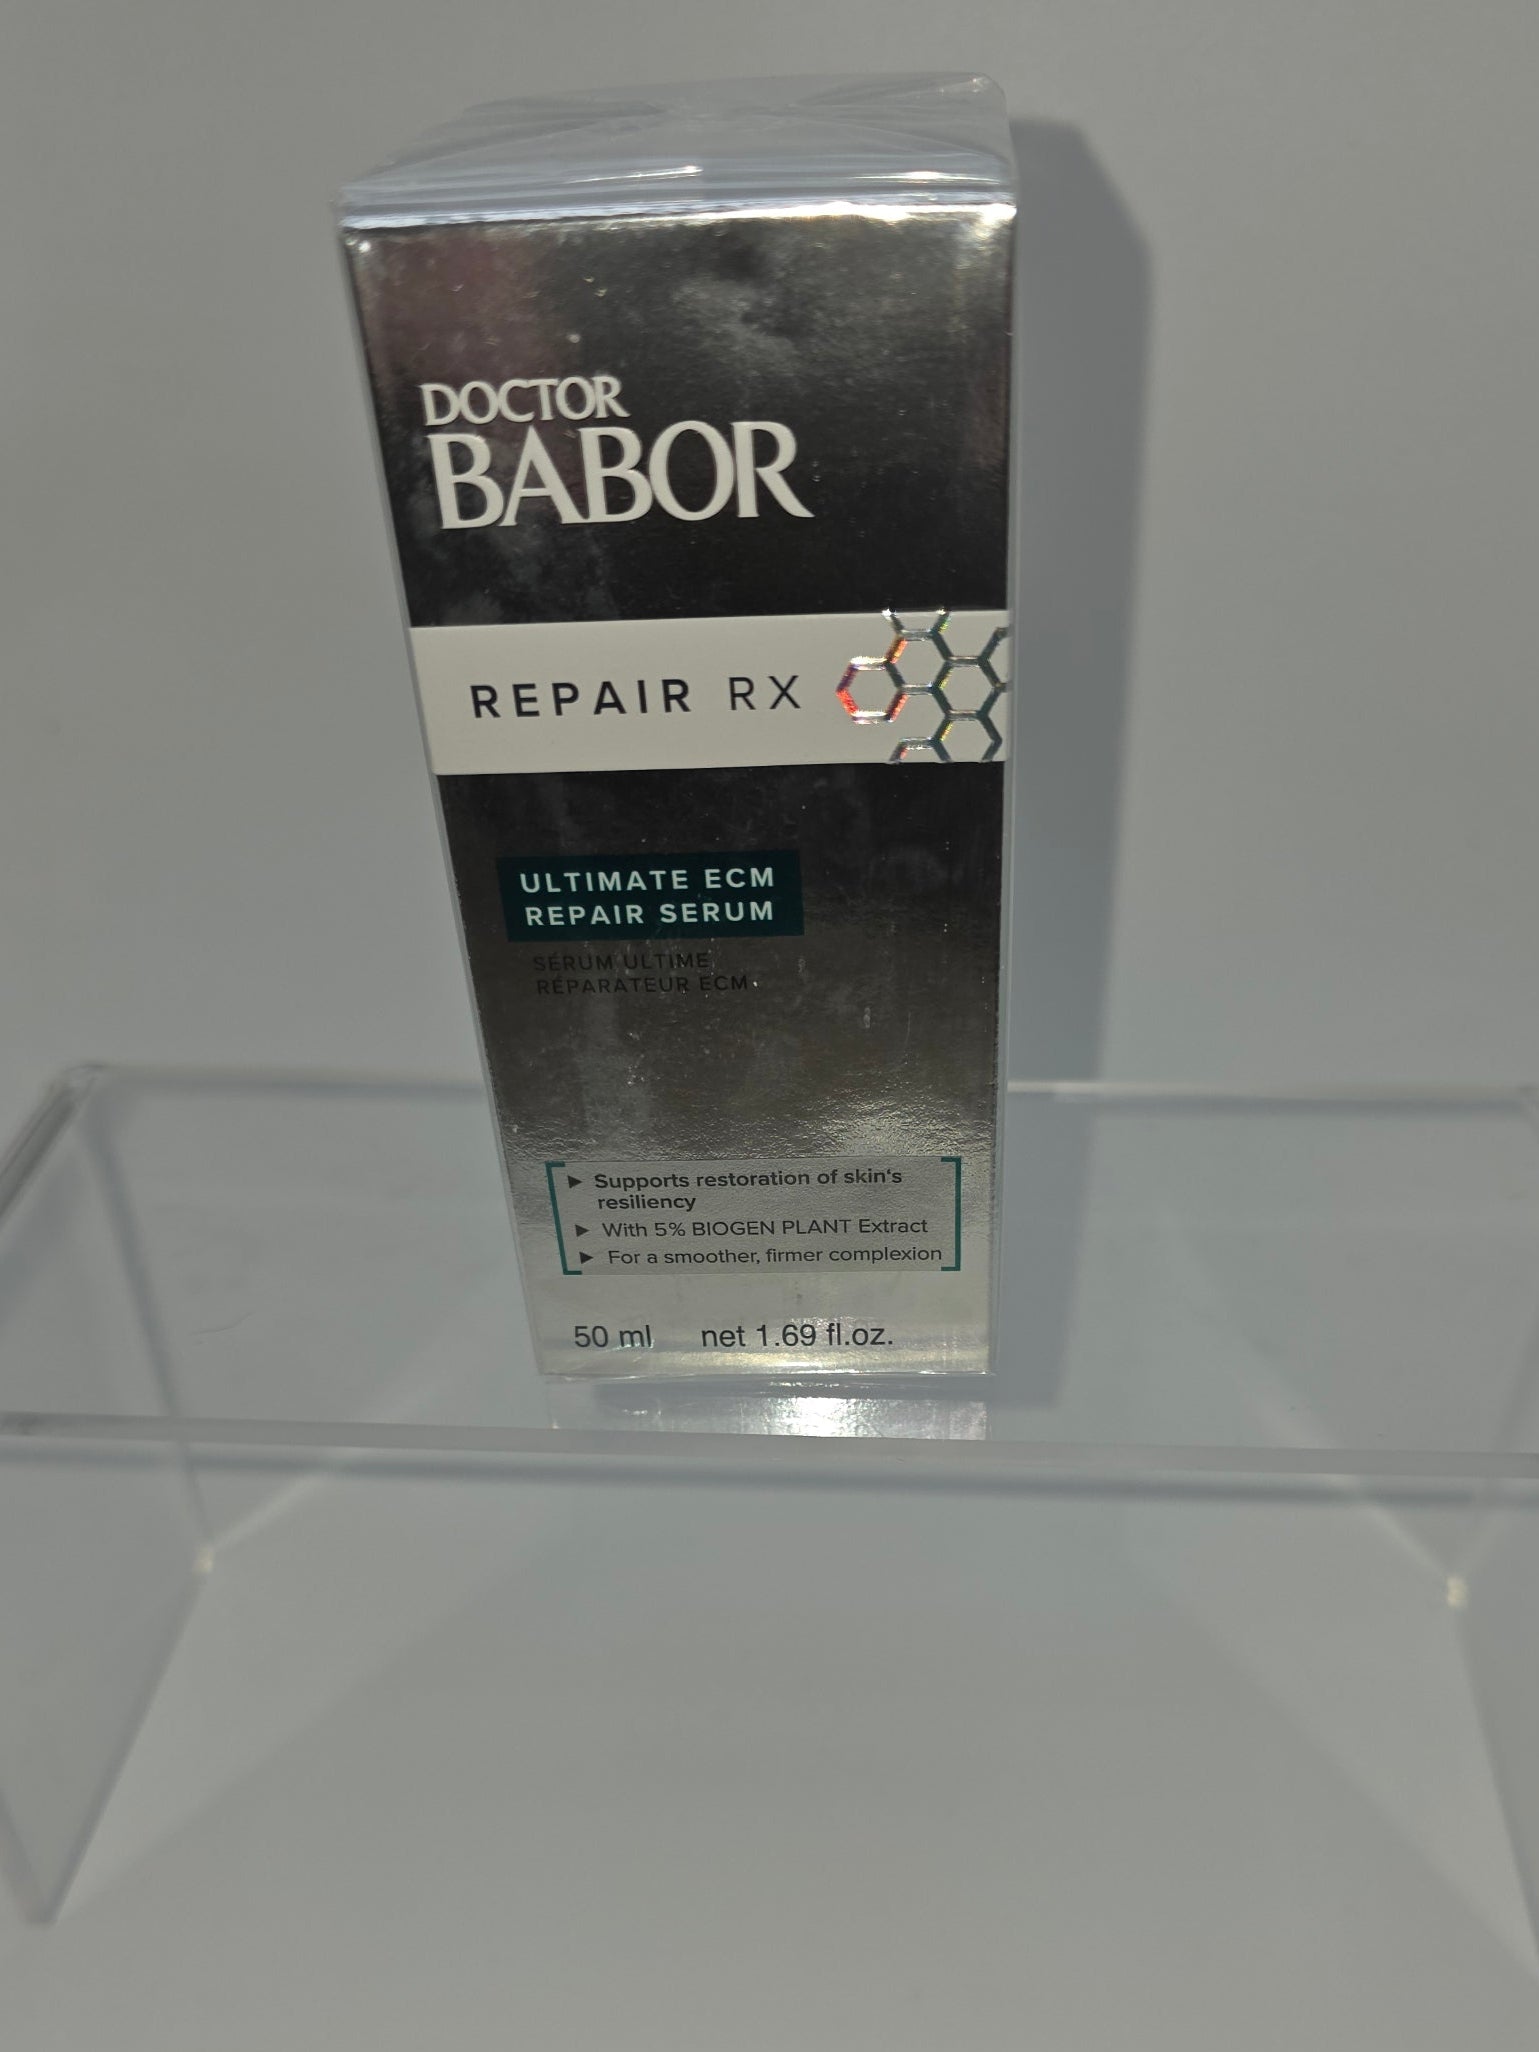 DOCTOR
BABOR
REPAIR RX
ULTIMATE ECM
REPAIR SERUM
SÉRUM ULTIME
RÉPARATEUR ECM
► Supports restoration of skin‘s
resiliency
► With 5% BIOGEN PLANT Extract
► For a smoother, firmer complexion
50 ml net 1.69 fl.oz.